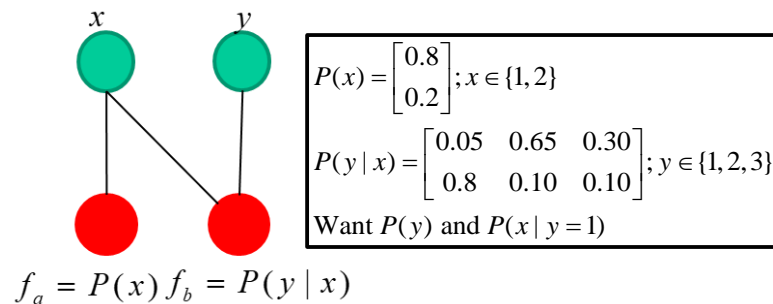 x y
P(x) = [0.8 0.2]; x ∈ {1, 2}
P(y | x) = [0.05 0.65 0.30
0.8 0.10 0.10]; y ∈ {1, 2, 3}
Want P(y) and P(x | y = 1)
f_a = P(x) f_b = P(y | x)